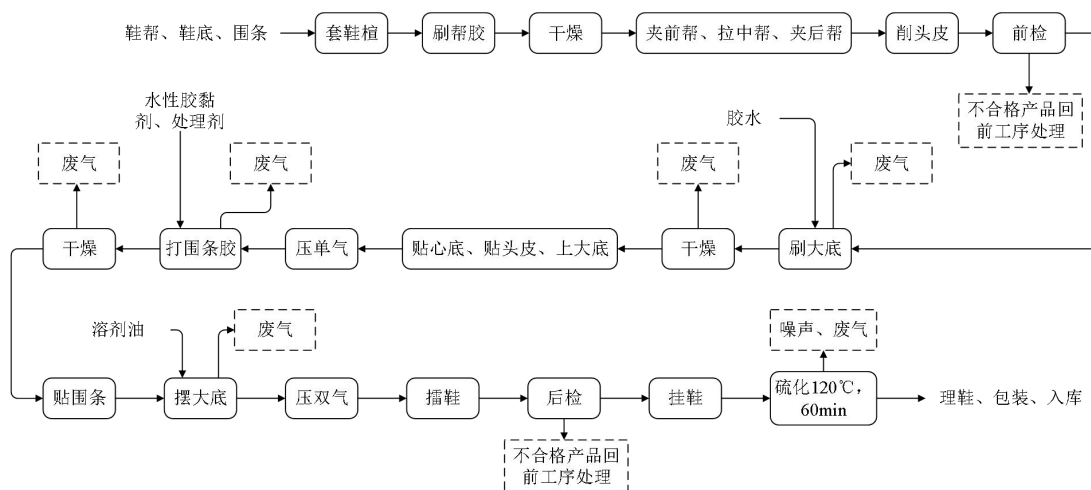 鞋帮、鞋底、围条
套鞋楦
刷帮胶
干燥
夹前帮、拉中帮、夹后帮
削头皮
前检
不合格产品回
前工序处理
水性胶黏
剂、处理剂
胶水
废气
废气
废气
废气
干燥
打围条胶
压单气
贴心底、贴头皮、上大底
干燥
刷大底
溶剂油
废气
噪声、废气
贴围条
摆大底
压双气
擂鞋
后检
挂鞋
硫化120℃，
60min
理鞋、包装、入库
不合格产品回
前工序处理